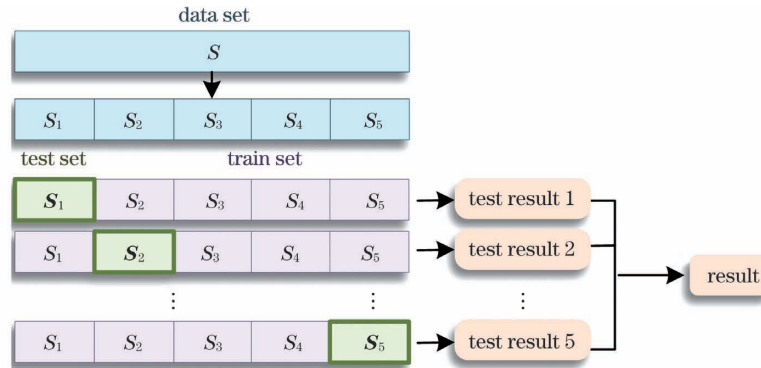 data set
S
S₁ S₂ S₃ S₄ S₅
test set train set
S₁ S₂ S₃ S₄ S₅ test result 1
S₁ S₂ S₃ S₄ S₅ test result 2
result
⋮ ⋮ ⋮
S₁ S₂ S₃ S₄ S₅ test result 5